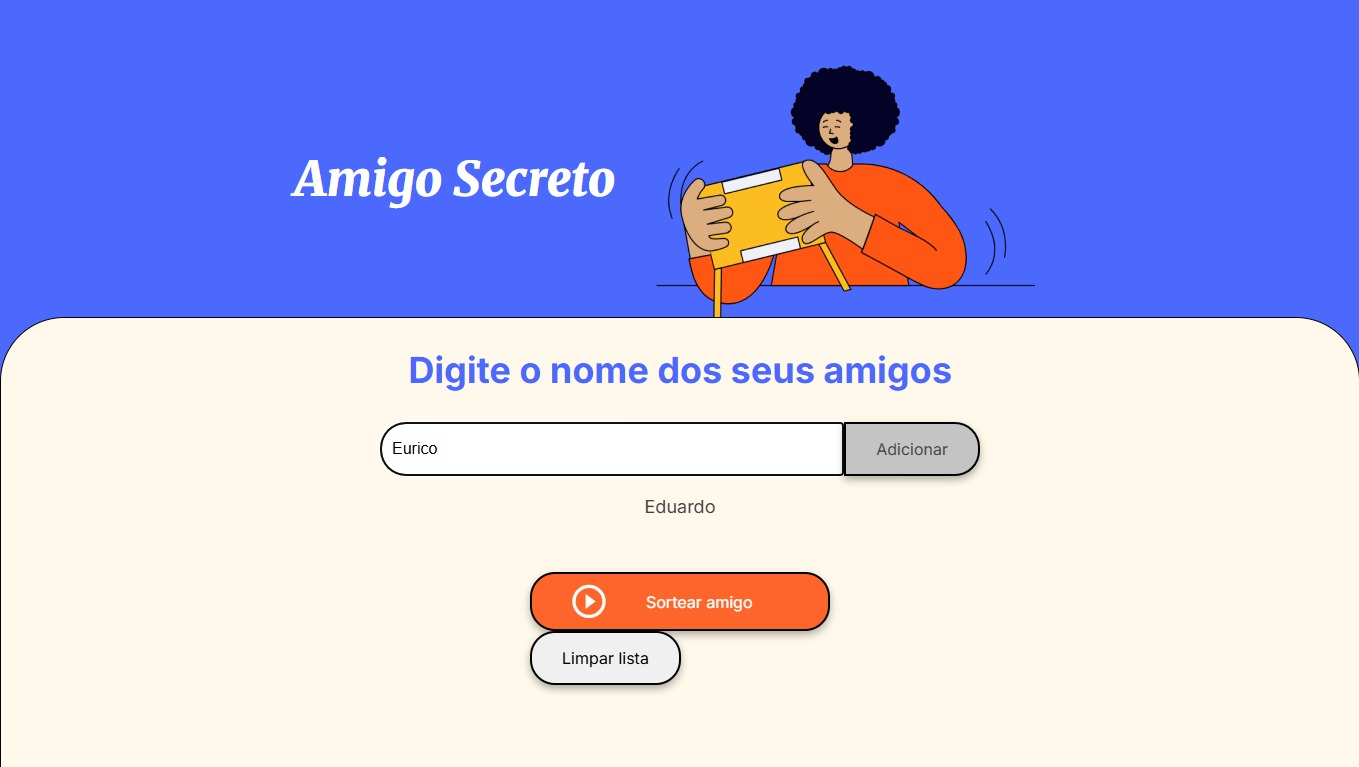 Amigo Secreto
Digite o nome dos seus amigos
Eurico
Adicionar
Eduardo
Sortear amigo
Limpar lista